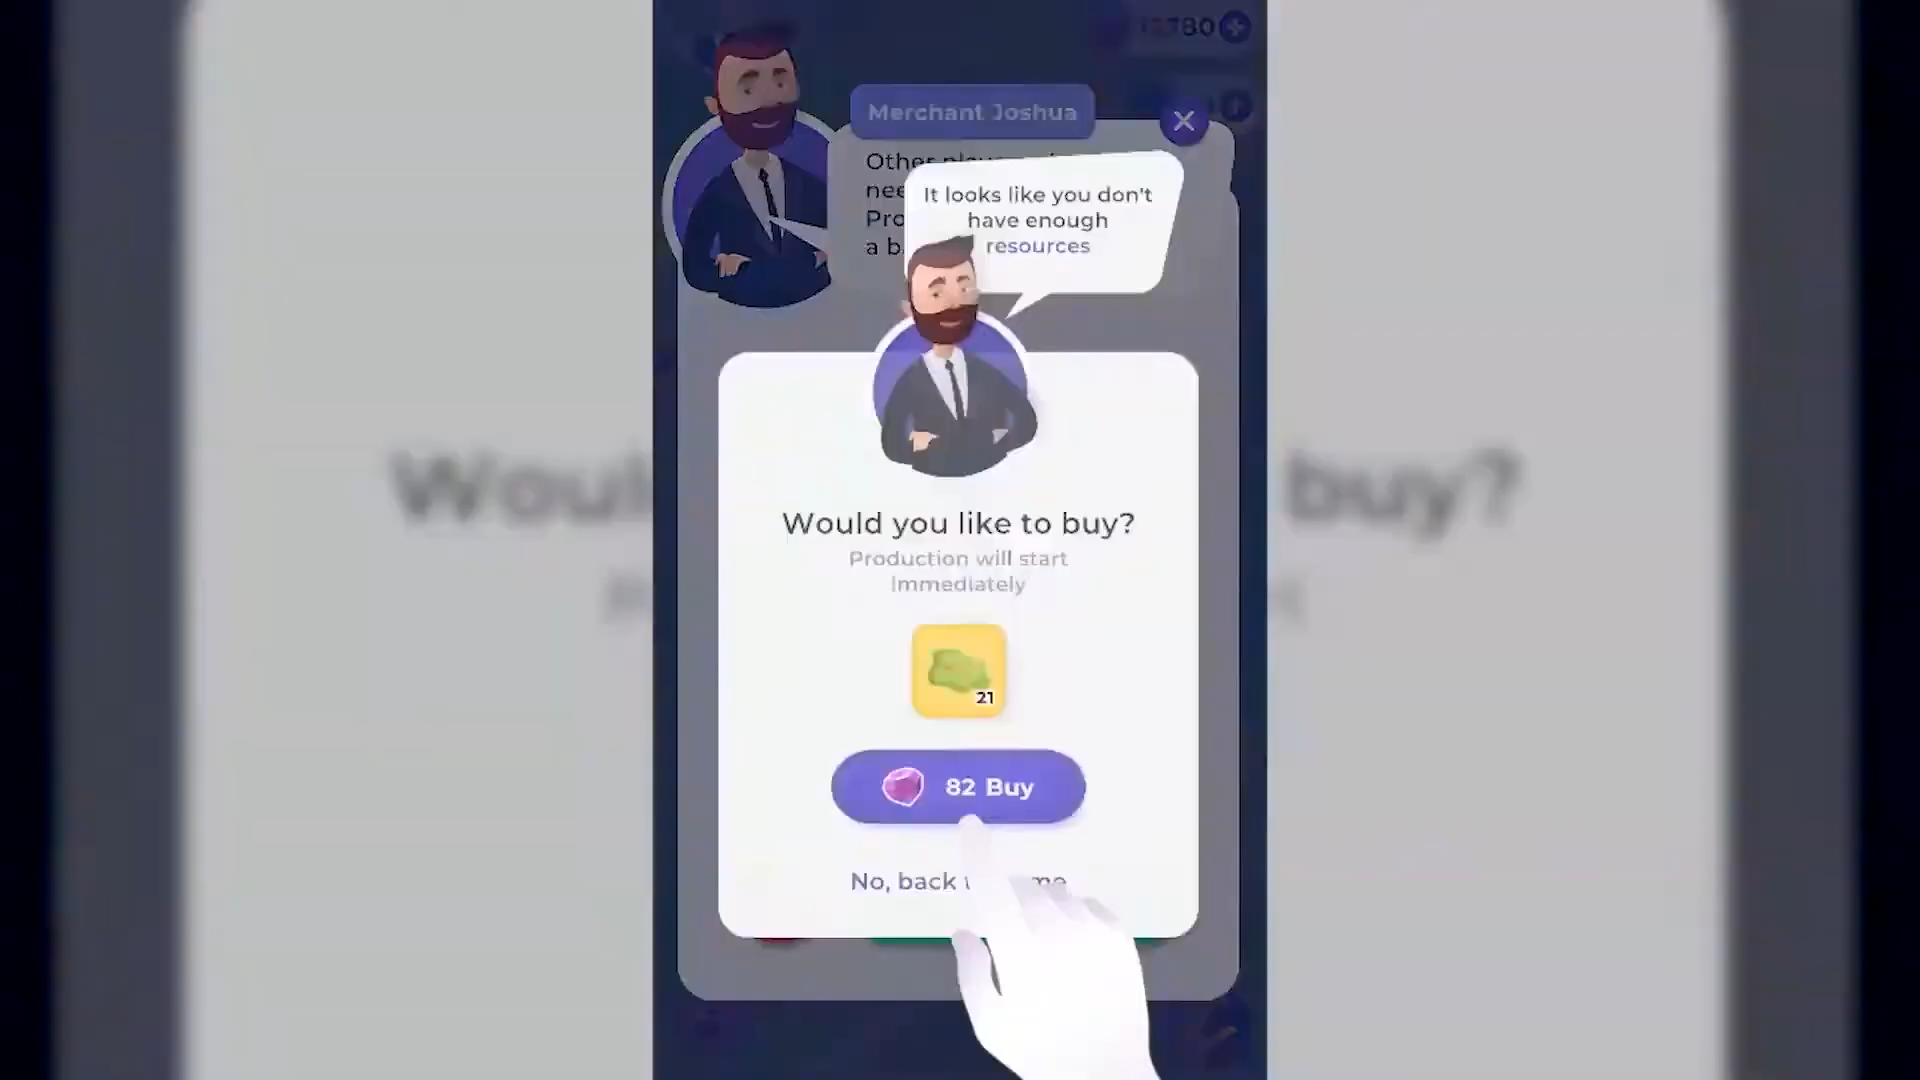 Merchant Joshua
It looks like you don't
have enough
resources
Would you like to buy?
Production will start
immediately
21
82 Buy
No, back
a b